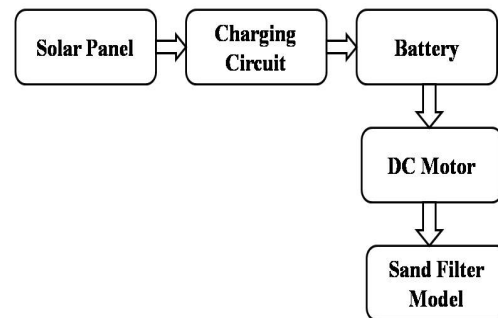 Solar Panel
Charging
Circuit
Battery
DC Motor
Sand Filter
Model